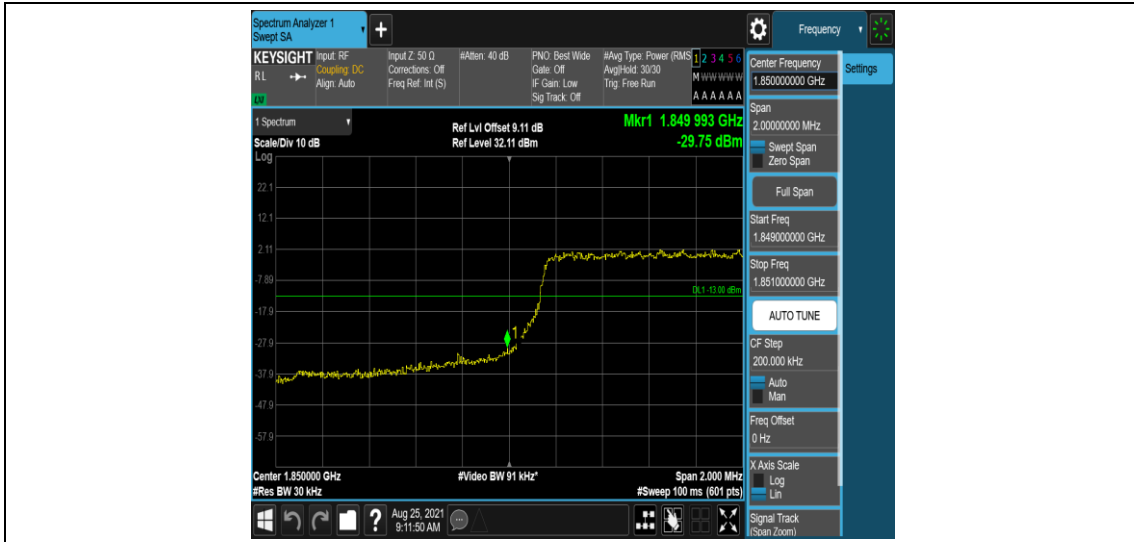 Spectrum Analyzer 1
Swept SA
+
Frequency
KEYSIGHT
Input: RF
Input Z: 50 Ω
#Atten: 40 dB
PNO: Best Wide
#Avg Type: Power (RMS
1 2 3 4 5 6
R L
Coupling: DC
Corrections: Off
Gate: Off
Avg|Hold: 30/30
M W W W W W
Align: Auto
Freq Ref: Int (S)
IF Gain: Low
Trig: Free Run
Sig Track: Off
A A A A A A
1 Spectrum
Ref Lvl Offset 9.11 dB
Mkr1 1.849 993 GHz
Scale/Div 10 dB
Ref Level 32.11 dBm
-29.75 dBm
Log
22.1
12.1
2.11
-7.89
DL1 -13.00 dBm
-17.9
1
-27.9
-37.9
-47.9
-57.9
Center 1.850000 GHz
#Video BW 91 kHz*
Span 2.000 MHz
#Res BW 30 kHz
#Sweep 100 ms (601 pts)
?
Aug 25, 2021
9:11:50 AM
Center Frequency
1.850000000 GHz
Settings
Span
2.00000000 MHz
Swept Span
Zero Span
Full Span
Start Freq
1.849000000 GHz
Stop Freq
1.851000000 GHz
AUTO TUNE
CF Step
200.000 kHz
Auto
Man
Freq Offset
0 Hz
X Axis Scale
Log
Lin
Signal Track
(Span Zoom)